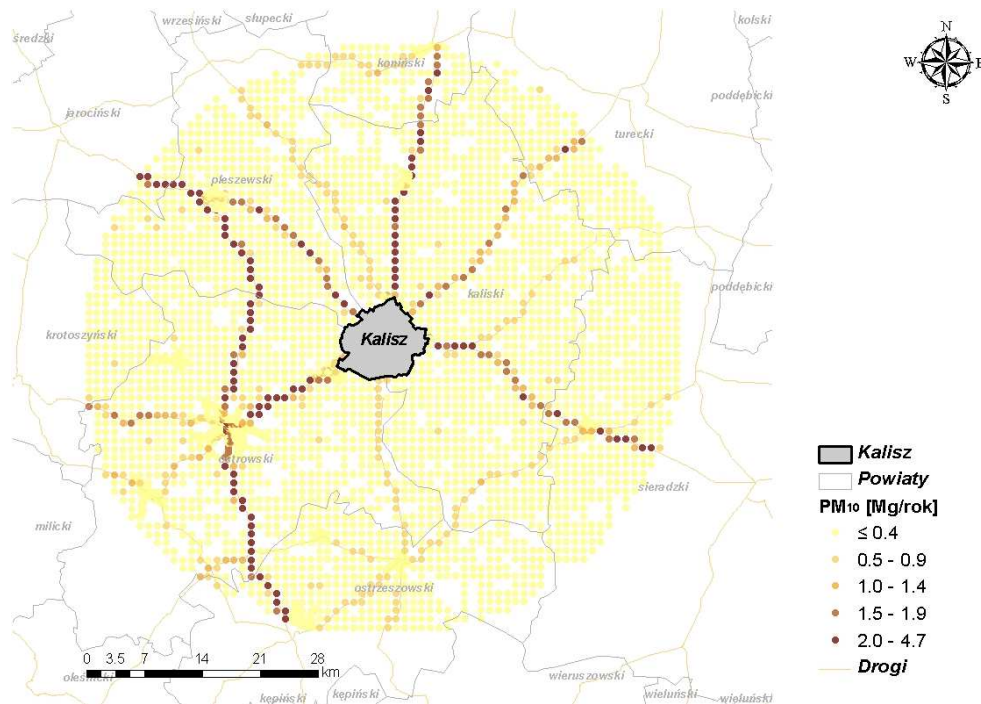 wrzesiński
słupecki
kolski
średzki
N
W
E
S
koniński
poddębicki
jarociński
turecki
pleszewski
poddębicki
kaliski
krotoszyński
Kalisz
ostrowski
Kalisz
Powiaty
sieradzki
PM10 [Mg/rok]
milicki
≤ 0.4
0.5 - 0.9
1.0 - 1.4
ostrzeszowski
1.5 - 1.9
2.0 - 4.7
0 3.5 7 14 21 28
km
Drogi
oleśnicki
kępiński
kępiński
wieruszowski
wieluński
wieluński